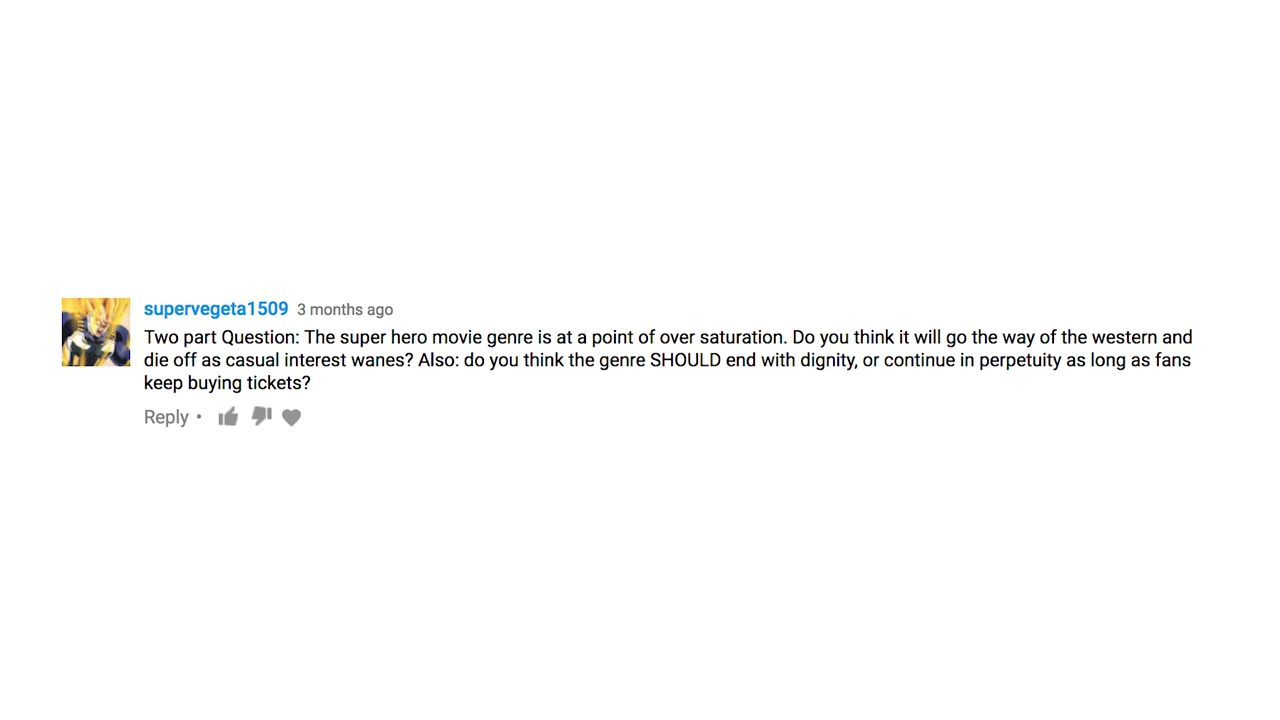 supervegeta1509 3 months ago
Two part Question: The super hero movie genre is at a point of over saturation. Do you think it will go the way of the western and
die off as casual interest wanes? Also: do you think the genre SHOULD end with dignity, or continue in perpetuity as long as fans
keep buying tickets?
Reply •